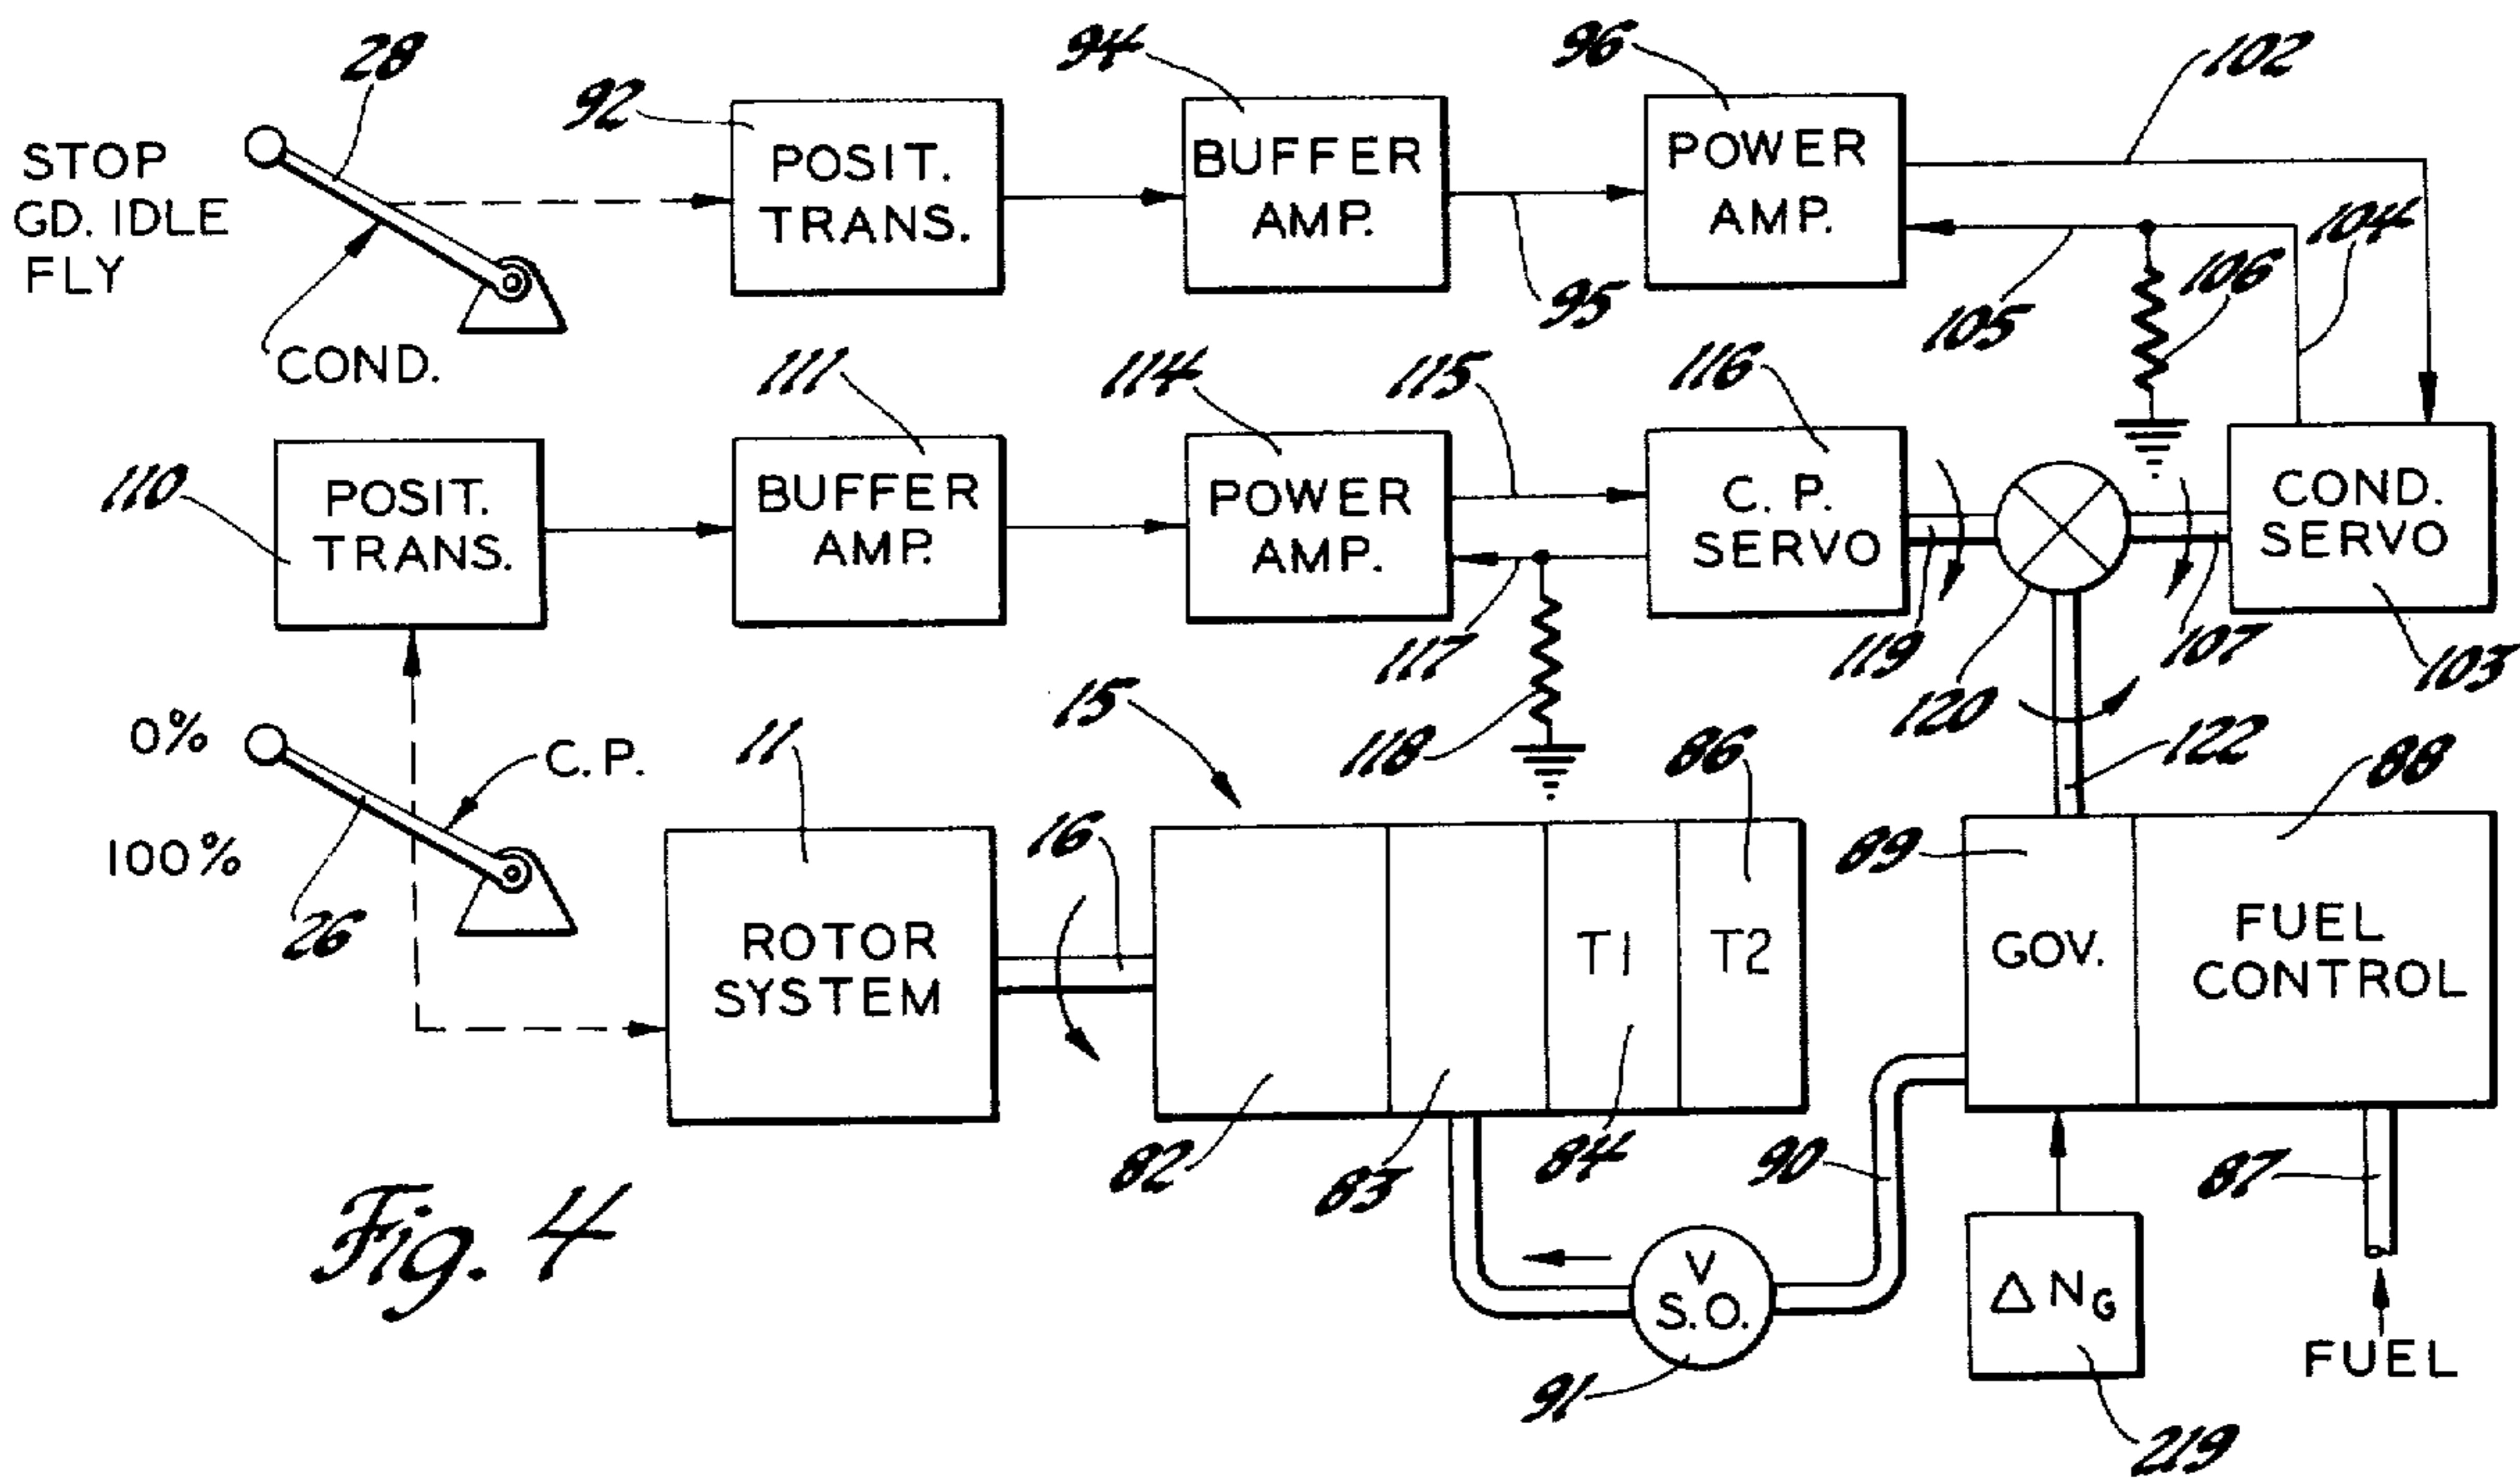 28
92
94
96
102
STOP
GD. IDLE
FLY
COND.
POSIT.
TRANS.
BUFFER
AMP.
POWER
AMP.
95
105
106
104
110
111
114
115
116
POSIT.
TRANS.
BUFFER
AMP.
POWER
AMP.
C. P.
SERVO
COND.
SERVO
117
118
119
120
107
103
122
0%
100%
C. P.
26
11
15
16
86
89
88
ROTOR
SYSTEM
T1
T2
GOV.
FUEL
CONTROL
82
83
84
90
87
V
S.O.
91
Δ NG
219
FUEL
Fig. 4